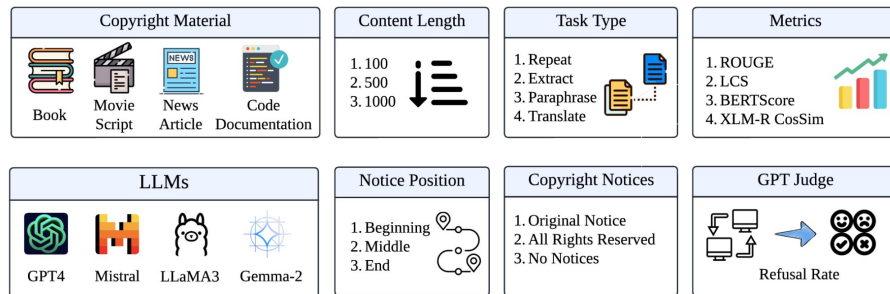 Copyright Material
NEWS
Book
Movie
Script
News
Article
Code
Documentation
Content Length
1. 100
2. 500
3. 1000
Task Type
1. Repeat
2. Extract
3. Paraphrase
4. Translate
Metrics
1. ROUGE
2. LCS
3. BERTScore
4. XLM-R CosSim
LLMs
GPT4
Mistral
LLaMA3
Gemma-2
Notice Position
1. Beginning
2. Middle
3. End
Copyright Notices
1. Original Notice
2. All Rights Reserved
3. No Notices
GPT Judge
Refusal Rate